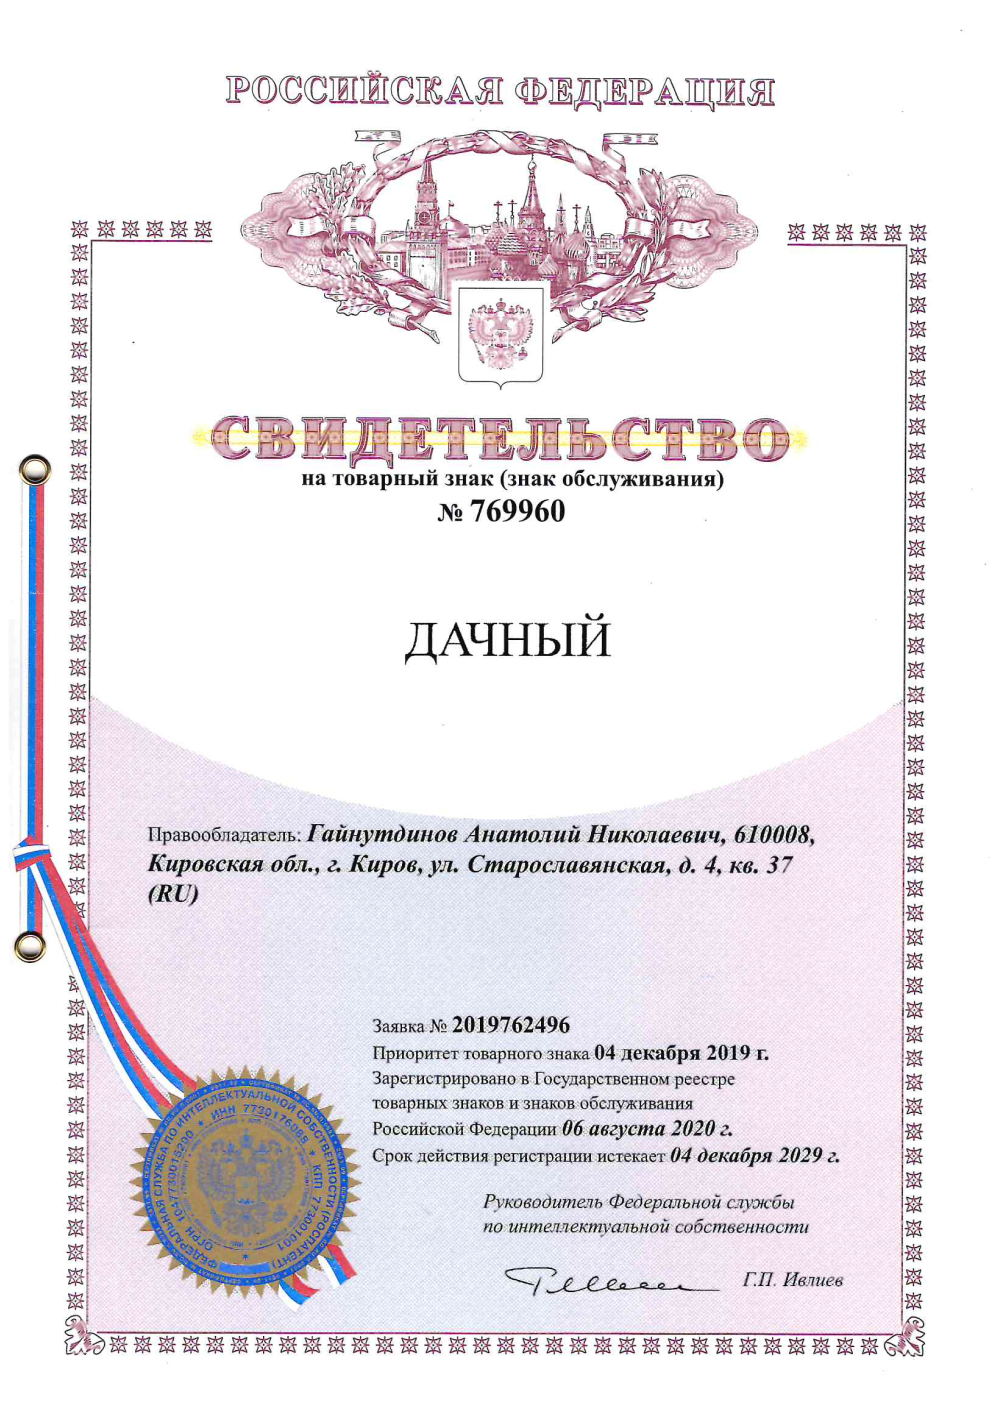 РОССИЙСКАЯ ФЕДЕРАЦИЯ
СВИДЕТЕЛЬСТВО
на товарный знак (знак обслуживания)
№ 769960
ДАЧНЫЙ
Правообладатель: Гайнутдинов Анатолий Николаевич, 610008,
Кировская обл., г. Киров, ул. Старославянская, д. 4, кв. 37
(RU)
Заявка № 2019762496
Приоритет товарного знака 04 декабря 2019 г.
Зарегистрировано в Государственном реестре
товарных знаков и знаков обслуживания
Российской Федерации 06 августа 2020 г.
Срок действия регистрации истекает 04 декабря 2029 г.
Руководитель Федеральной службы
по интеллектуальной собственности
Г.П. Ивлиев
ФЕДЕРАЛЬНАЯ СЛУЖБА ПО ИНТЕЛЛЕКТУАЛЬНОЙ СОБСТВЕННОСТИ (РОСПАТЕНТ)
ОГРН 1047730015200 * ИНН 7730176088 * КПП 773001001